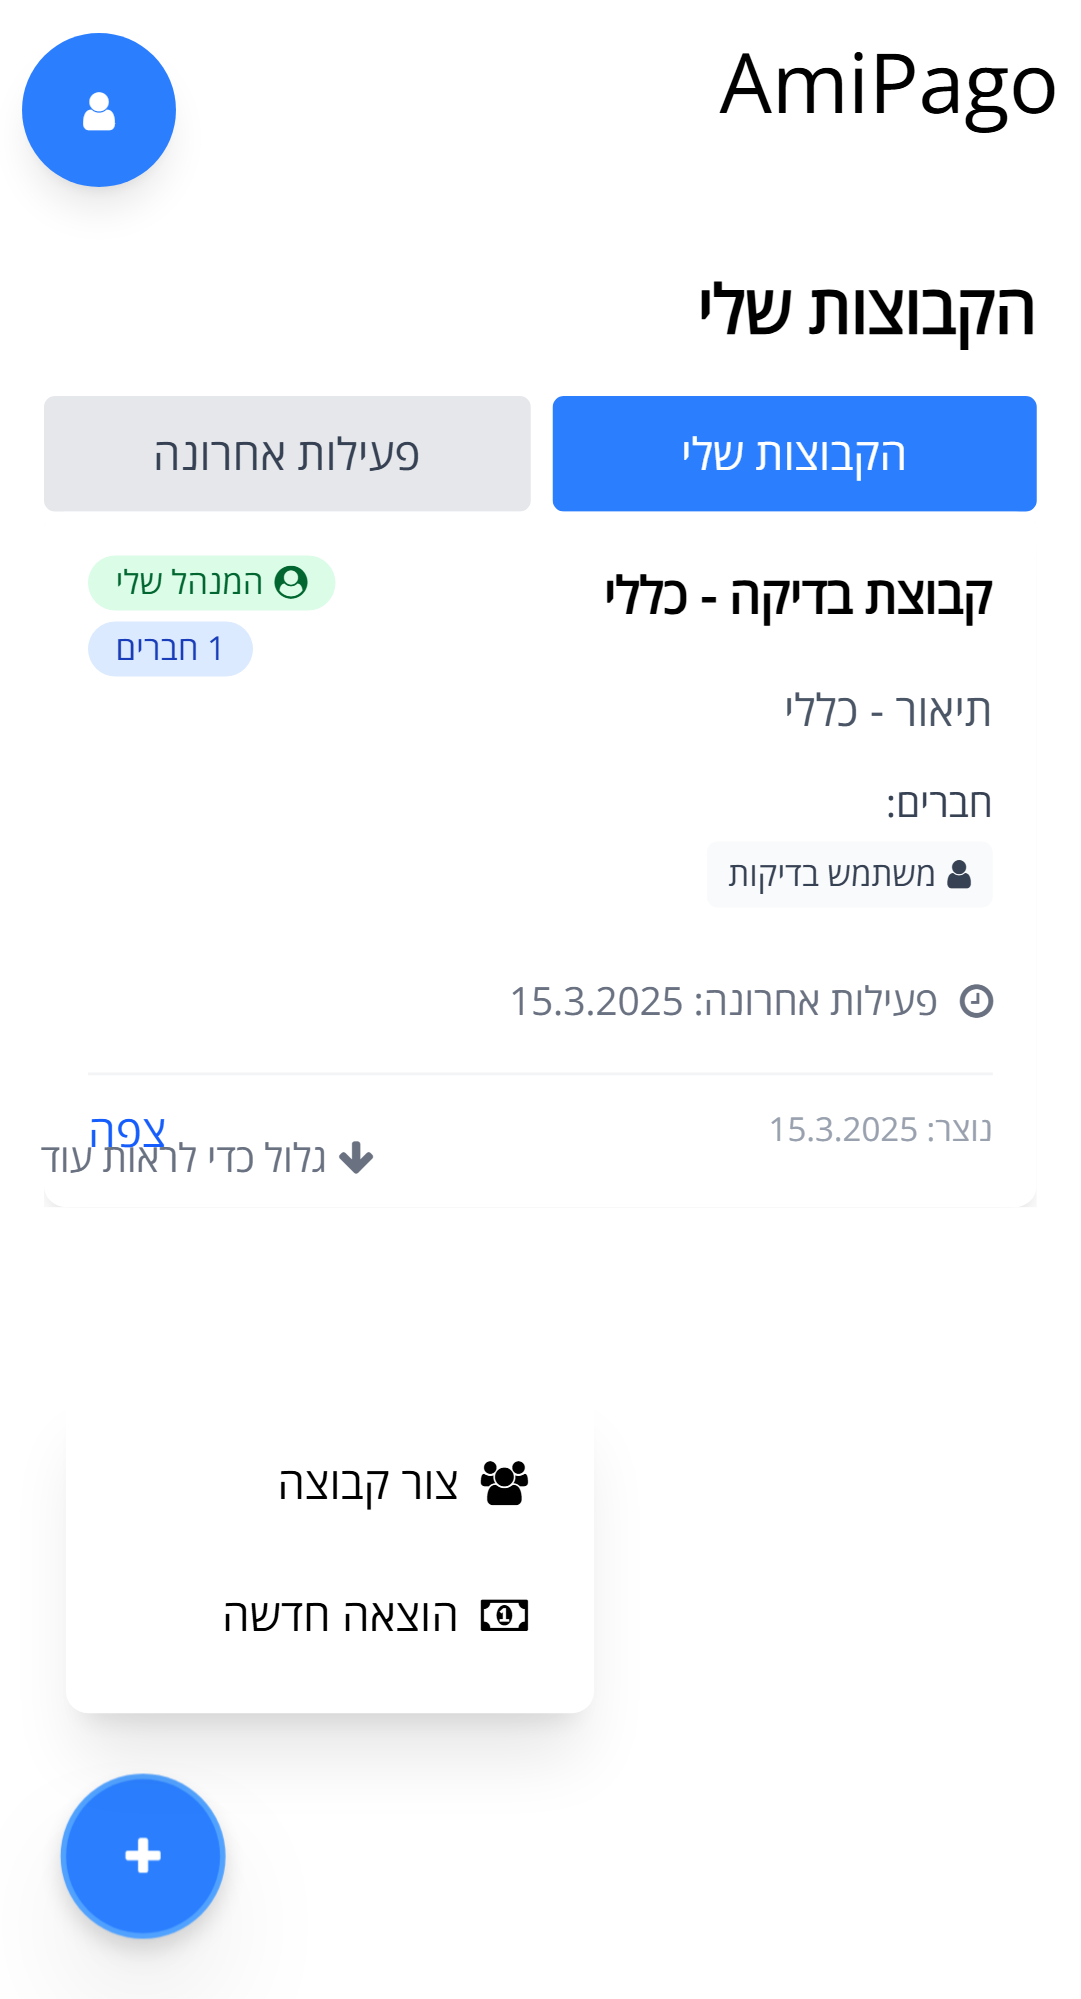 AmiPago
הקבוצות שלי
הקבוצות שלי
פעילות אחרונה
קבוצת בדיקה - כללי
המנהל שלי
1 חברים
תיאור - כללי
חברים:
משתמש בדיקות
פעילות אחרונה: 15.3.2025
נוצר: 15.3.2025
צפה
גלול כדי לראות עוד
צור קבוצה
הוצאה חדשה